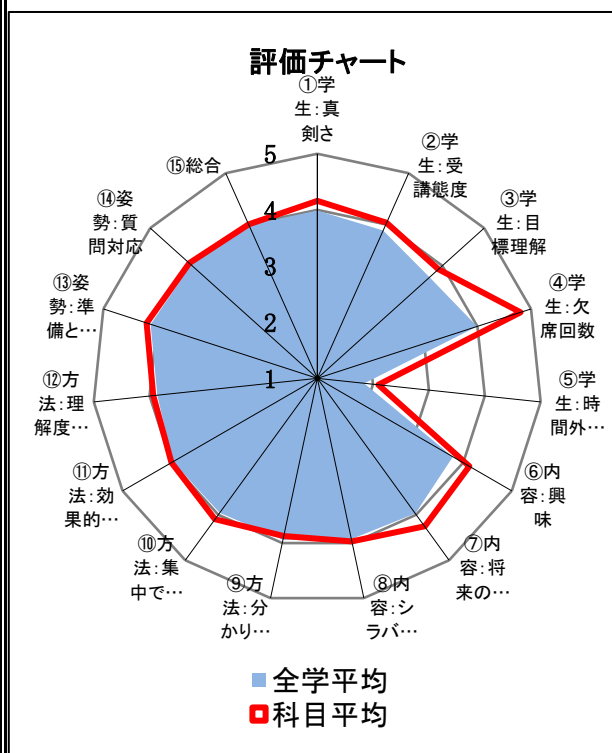 評価チャート
①学
生:真
剣さ
②学
生:受
講態度
③学
生:目
標理解
④学
生:欠
席回数
⑤学
生:時
間外…
⑥内
容:興
味
⑦内
容:将
来の…
⑧内
容:シ
ラバ…
⑨方
法:分
かり…
⑩方
法:集
中で…
⑪方
法:効
果的…
⑫方
法:理
解度…
⑬姿
勢:準
備と…
⑭姿
勢:質
問対応
⑮総合
5
4
3
2
1
全学平均
科目平均